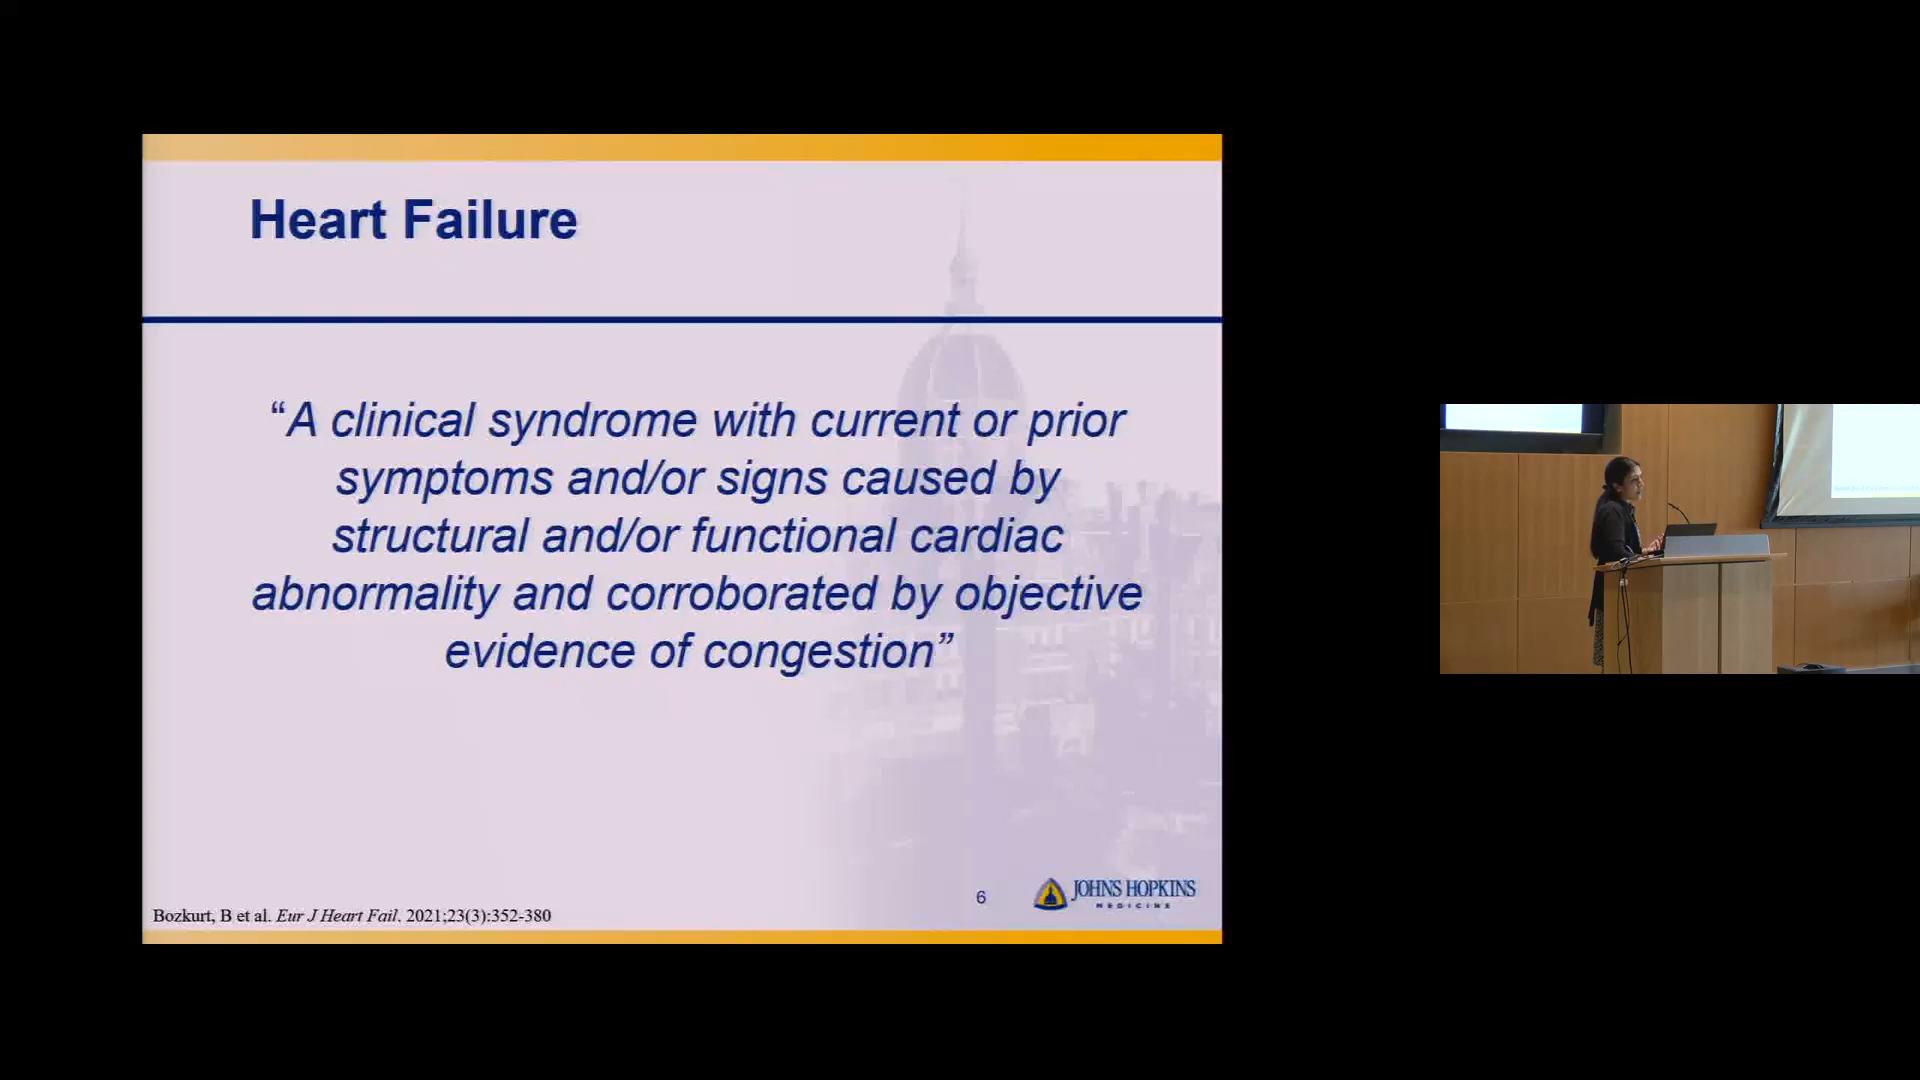 Heart Failure
“A clinical syndrome with current or prior
symptoms and/or signs caused by
structural and/or functional cardiac
abnormality and corroborated by objective
evidence of congestion”
Bozkurt, B et al. Eur J Heart Fail. 2021;23(3):352-380
6
JOHNS HOPKINS
MEDICINE